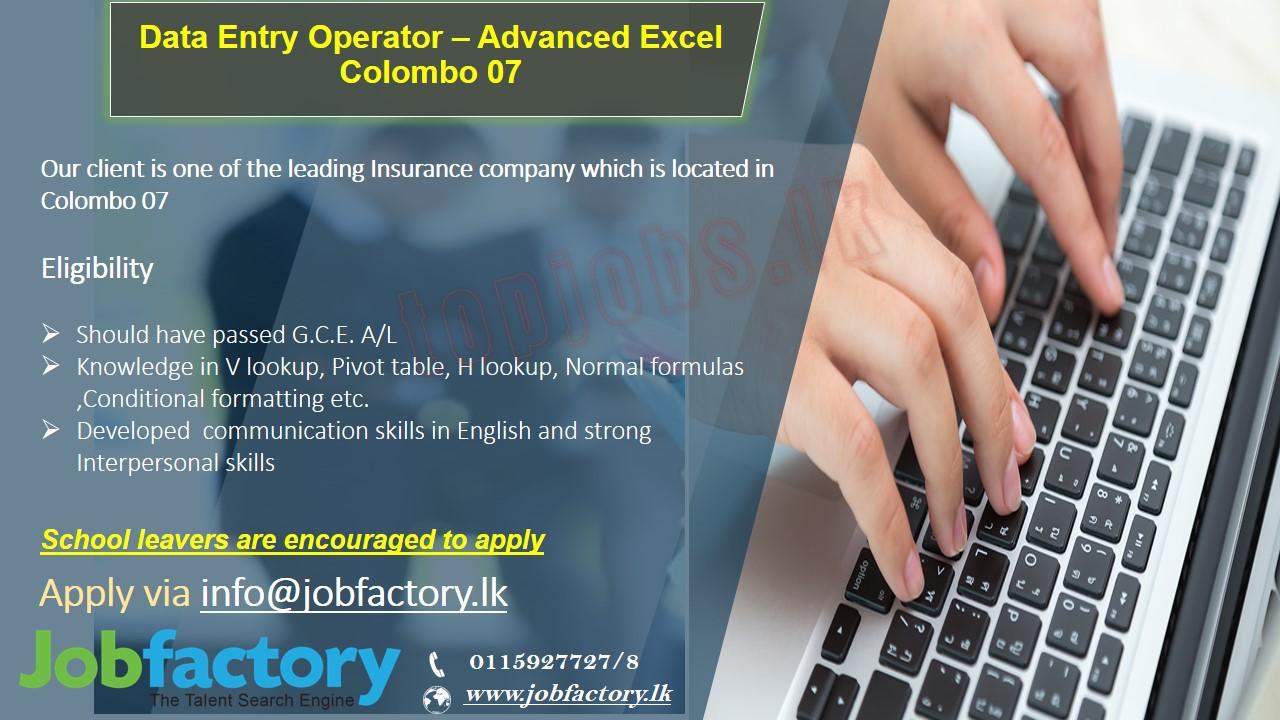 Data Entry Operator – Advanced Excel
Colombo 07
Our client is one of the leading Insurance company which is located in
Colombo 07
topjobs.lk
Eligibility
Should have passed G.C.E. A/L
Knowledge in V lookup, Pivot table, H lookup, Normal formulas
,Conditional formatting etc.
Developed  communication skills in English and strong
Interpersonal skills
School leavers are encouraged to apply
Apply via info@jobfactory.lk
Jobfactory
The Talent Search Engine
0115927727/8
www.jobfactory.lk
option